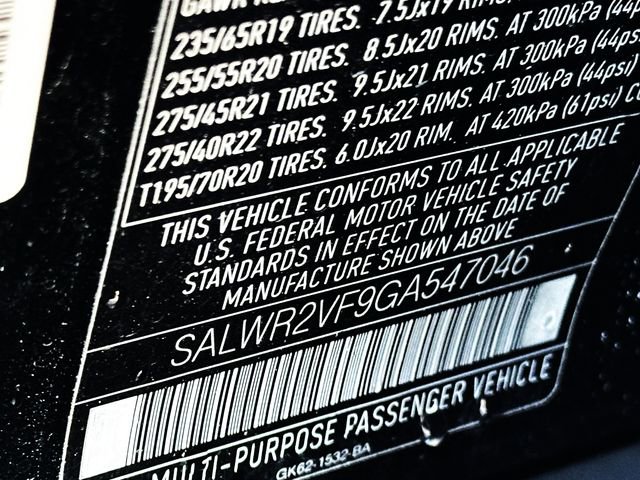 235/65R19 TIRES. 7.5Jx19 RIMS.
255/55R20 TIRES. 8.5Jx20 RIMS. AT 300kPa (44psi)
275/45R21 TIRES. 9.5Jx21 RIMS. AT 300kPa (44psi)
275/40R22 TIRES. 9.5Jx22 RIMS. AT 300kPa (44psi)
T195/70R20 TIRES. 6.0Jx20 RIM. AT 420kPa (61psi)
THIS VEHICLE CONFORMS TO ALL APPLICABLE
U.S. FEDERAL MOTOR VEHICLE SAFETY
STANDARDS IN EFFECT ON THE DATE OF
MANUFACTURE SHOWN ABOVE
SALWR2VF9GA547046
MULTI-PURPOSE PASSENGER VEHICLE
GK62-1532-BA